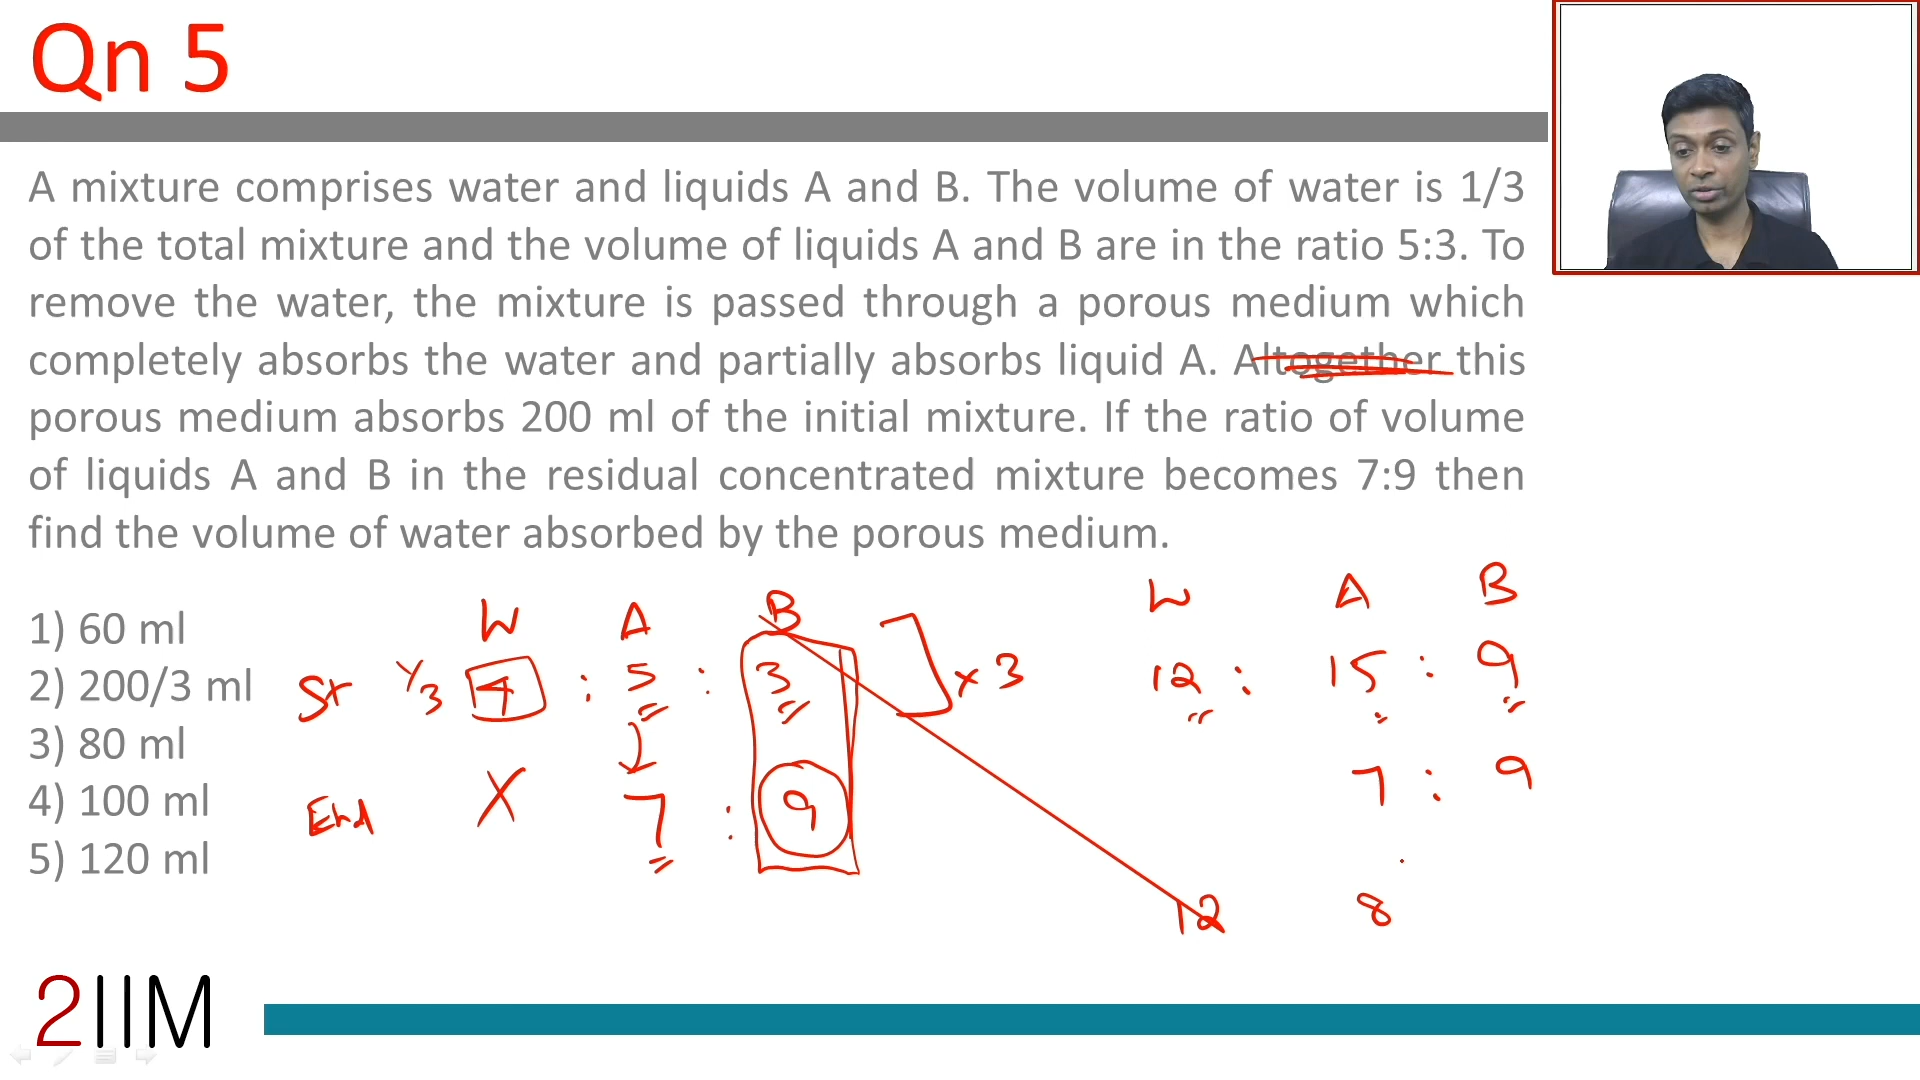 Qn 5
A mixture comprises water and liquids A and B. The volume of water is 1/3
of the total mixture and the volume of liquids A and B are in the ratio 5:3. To
remove the water, the mixture is passed through a porous medium which
completely absorbs the water and partially absorbs liquid A. Altogether this
porous medium absorbs 200 ml of the initial mixture. If the ratio of volume
of liquids A and B in the residual concentrated mixture becomes 7:9 then
find the volume of water absorbed by the porous medium.
1) 60 ml
2) 200/3 ml
3) 80 ml
4) 100 ml
5) 120 ml
W A B
St 1/3 4 : 5 : 3 x 3
End X 7 : 9
W A B
12 : 15 : 9
7 : 9
12 8
2IIM